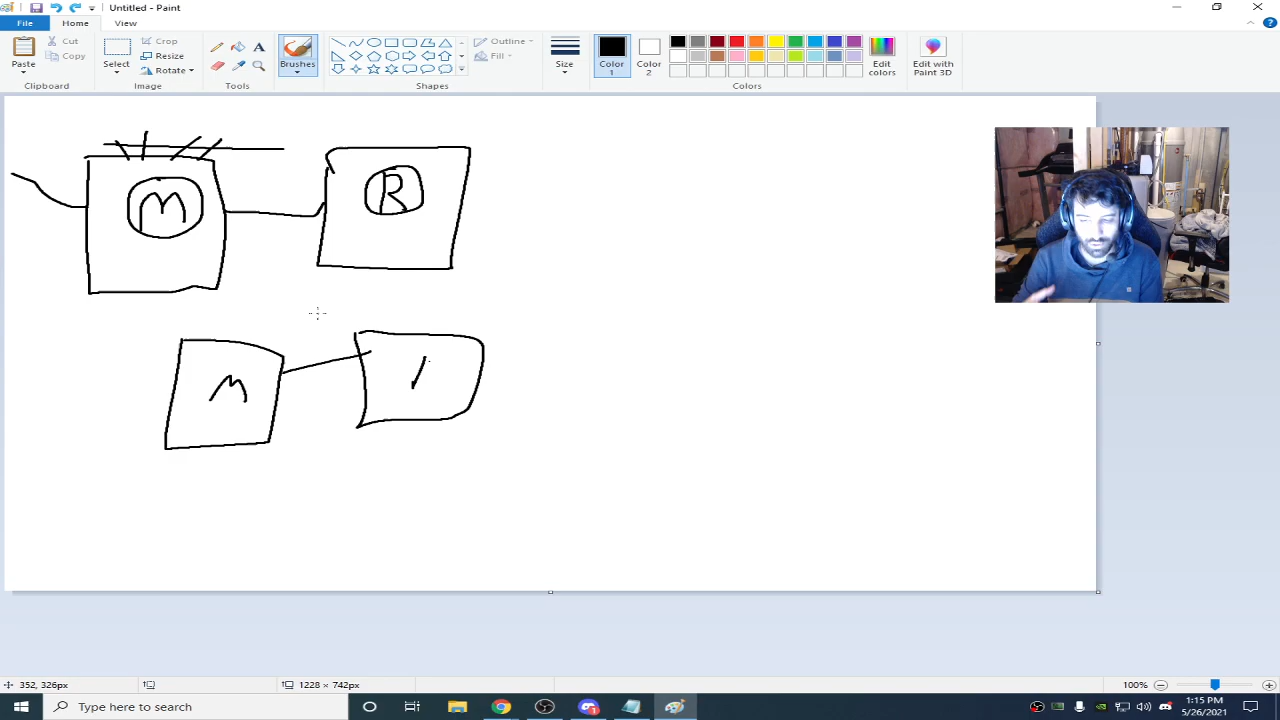 Untitled - Paint
File Home View
Paste
Cut
Copy
Clipboard
Select
Crop
Resize
Rotate
Image
Tools
Brushes
Shapes
Outline
Fill
Size
Color 1
Color 2
Colors
Edit colors
Edit with Paint 3D
M
R
M
352, 326px
1228 × 742px
100%
Type here to search
1:15 PM
5/26/2021